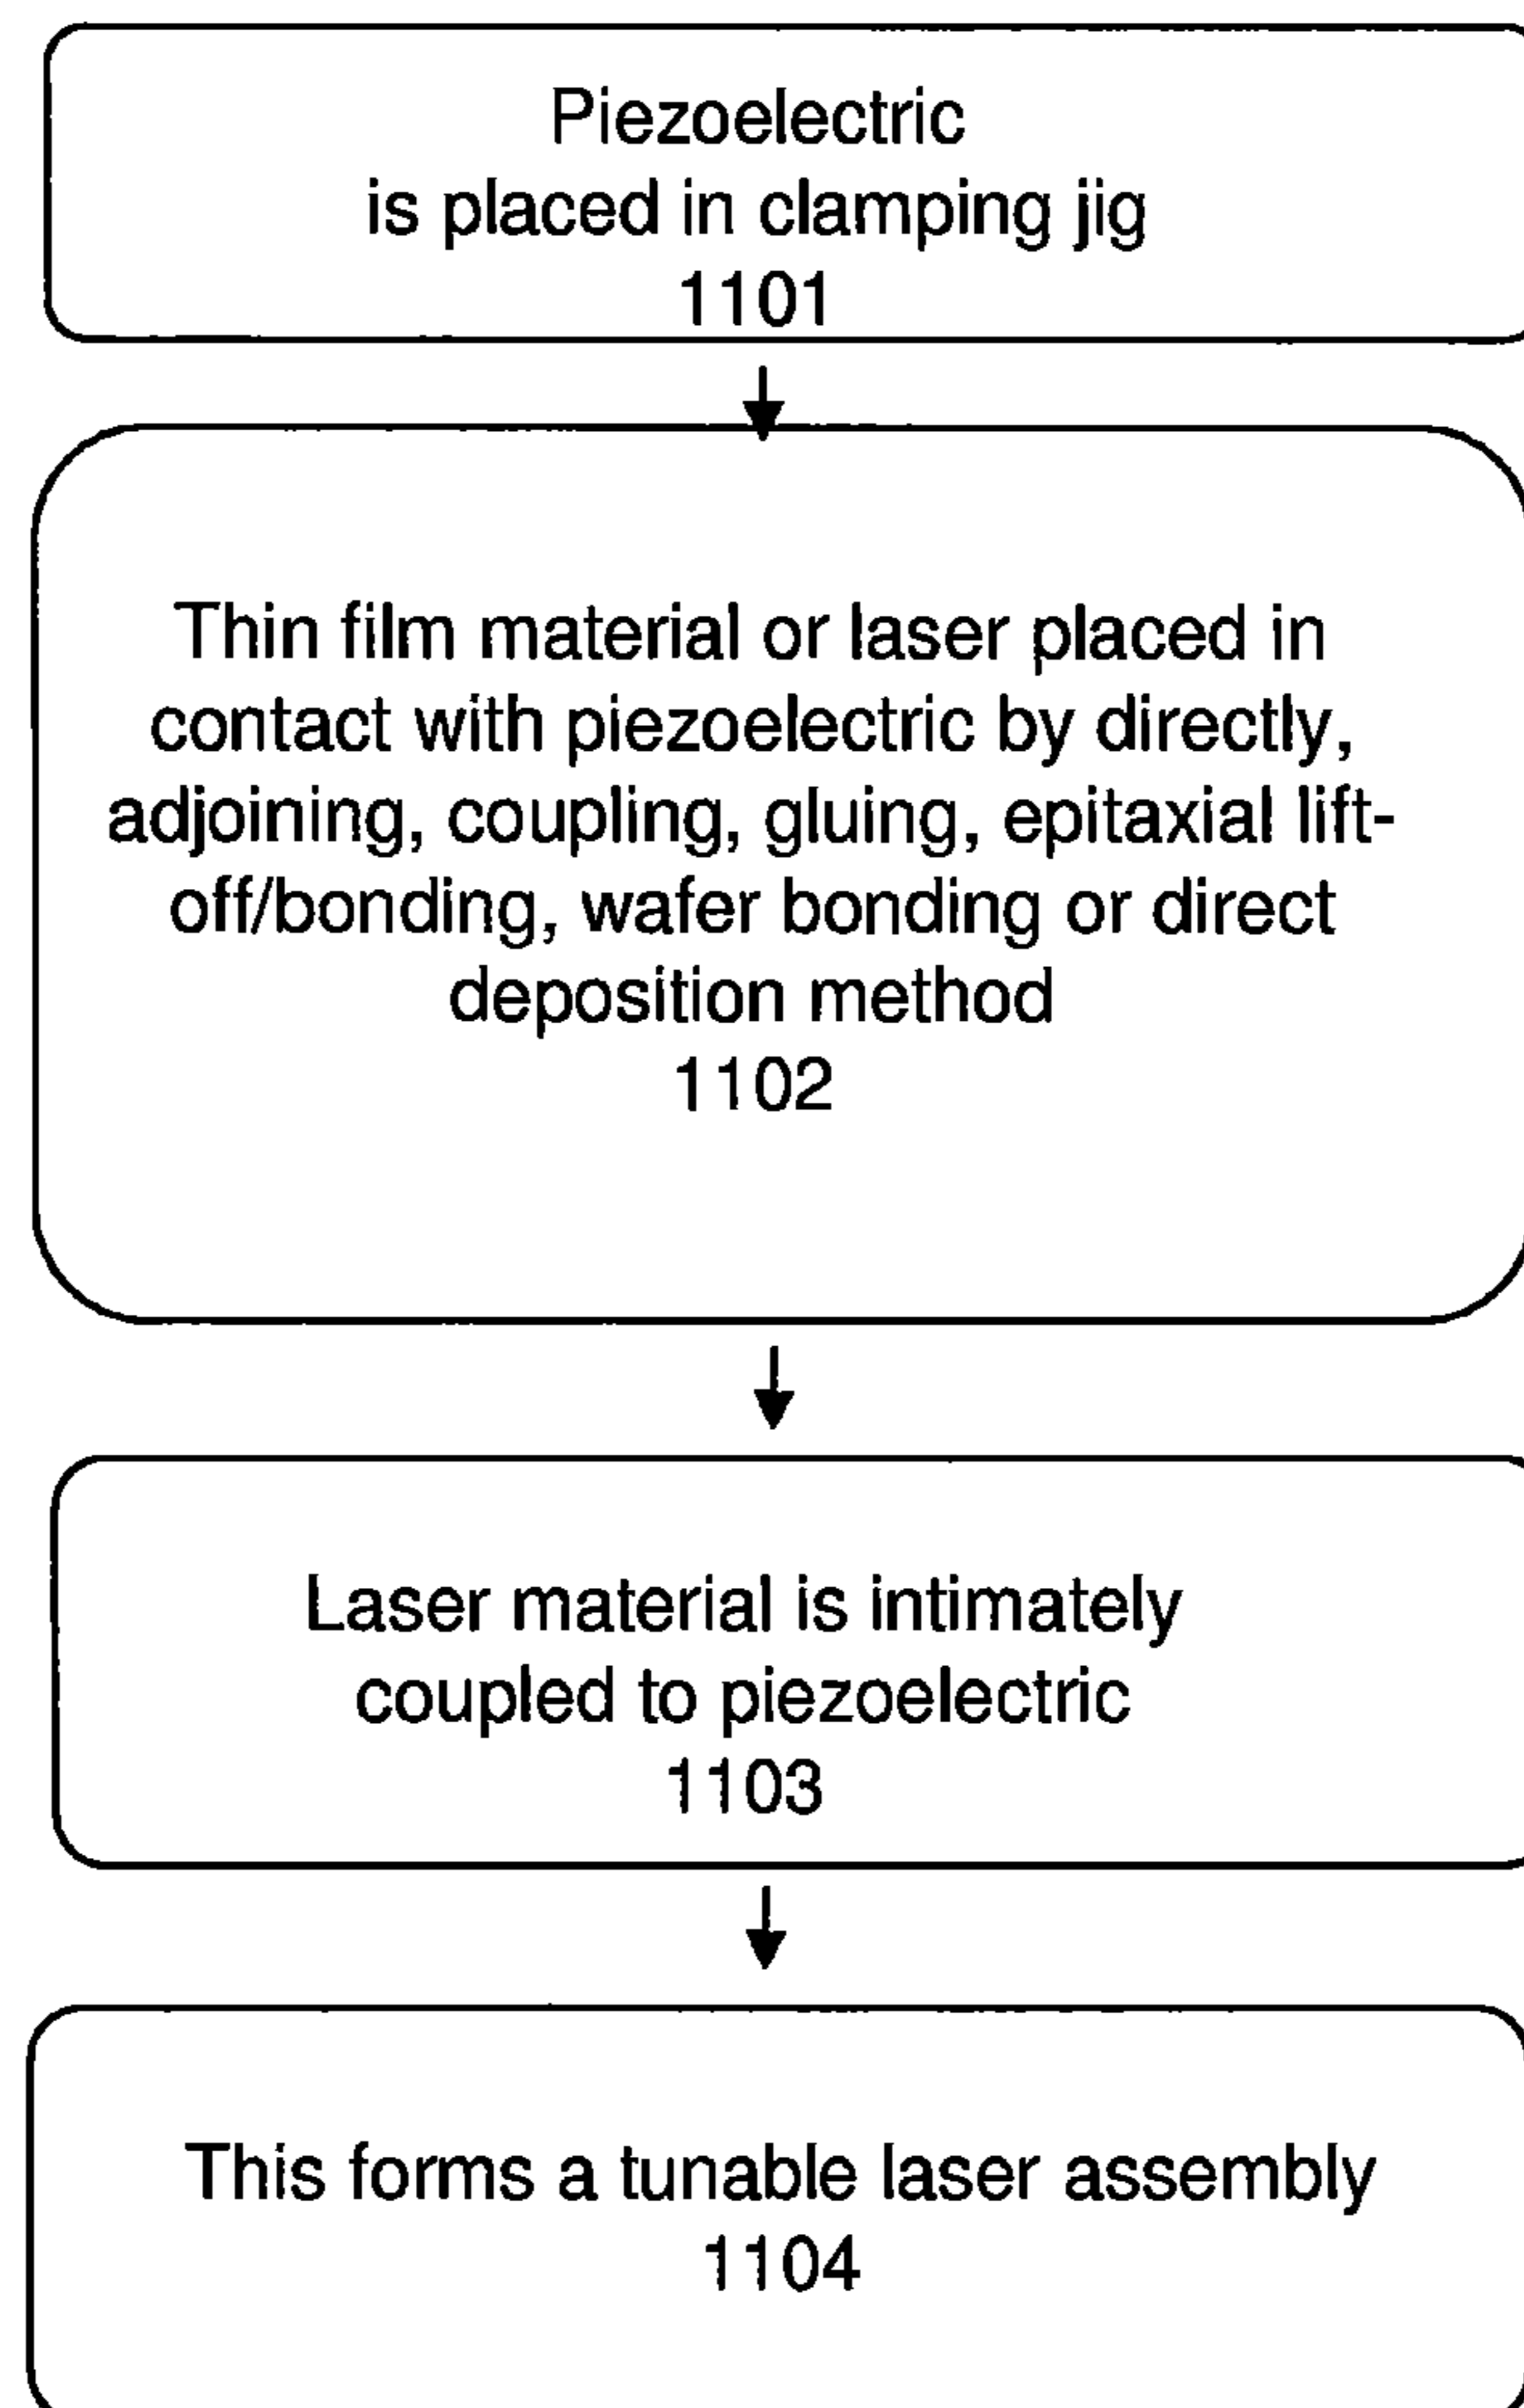 Piezoelectric
is placed in clamping jig
1101
Thin film material or laser placed in
contact with piezoelectric by directly,
adjoining, coupling, gluing, epitaxial lift-
off/bonding, wafer bonding or direct
deposition method
1102
Laser material is intimately
coupled to piezoelectric
1103
This forms a tunable laser assembly
1104